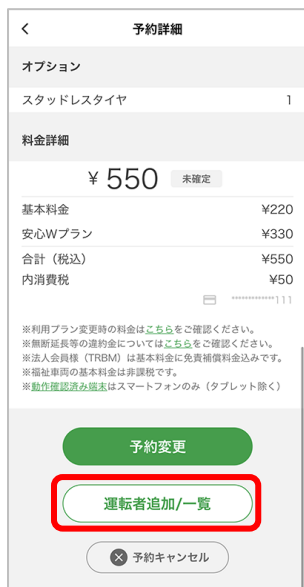 予約詳細
オプション
スタッドレスタイヤ 1
料金詳細
¥ 550 未確定
基本料金 ¥220
安心Wプラン ¥330
合計（税込） ¥550
内消費税 ¥50
************111
※利用プラン変更時の料金はこちらをご確認ください。
※無断延長等の違約金についてはこちらをご確認ください。
※法人会員様（TRBM）は基本料金に免責補償料金込みです。
※福祉車両の基本料金は非課税です。
※動作確認済み端末はスマートフォンのみ（タブレット除く）
予約変更
運転者追加/一覧
予約キャンセル